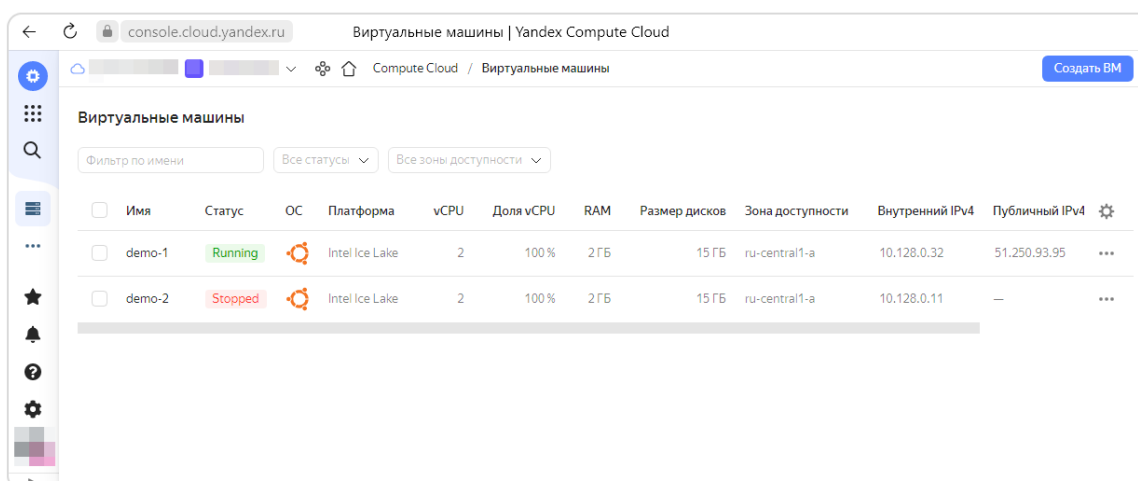 console.cloud.yandex.ru Виртуальные машины | Yandex Compute Cloud
Compute Cloud / Виртуальные машины Создать ВМ
Виртуальные машины
Фильтр по имени Все статусы Все зоны доступности
Имя Статус ОС Платформа vCPU Доля vCPU RAM Размер дисков Зона доступности Внутренний IPv4 Публичный IPv4
demo-1 Running Intel Ice Lake 2 100 % 2 ГБ 15 ГБ ru-central1-a 10.128.0.32 51.250.93.95
demo-2 Stopped Intel Ice Lake 2 100 % 2 ГБ 15 ГБ ru-central1-a 10.128.0.11 —